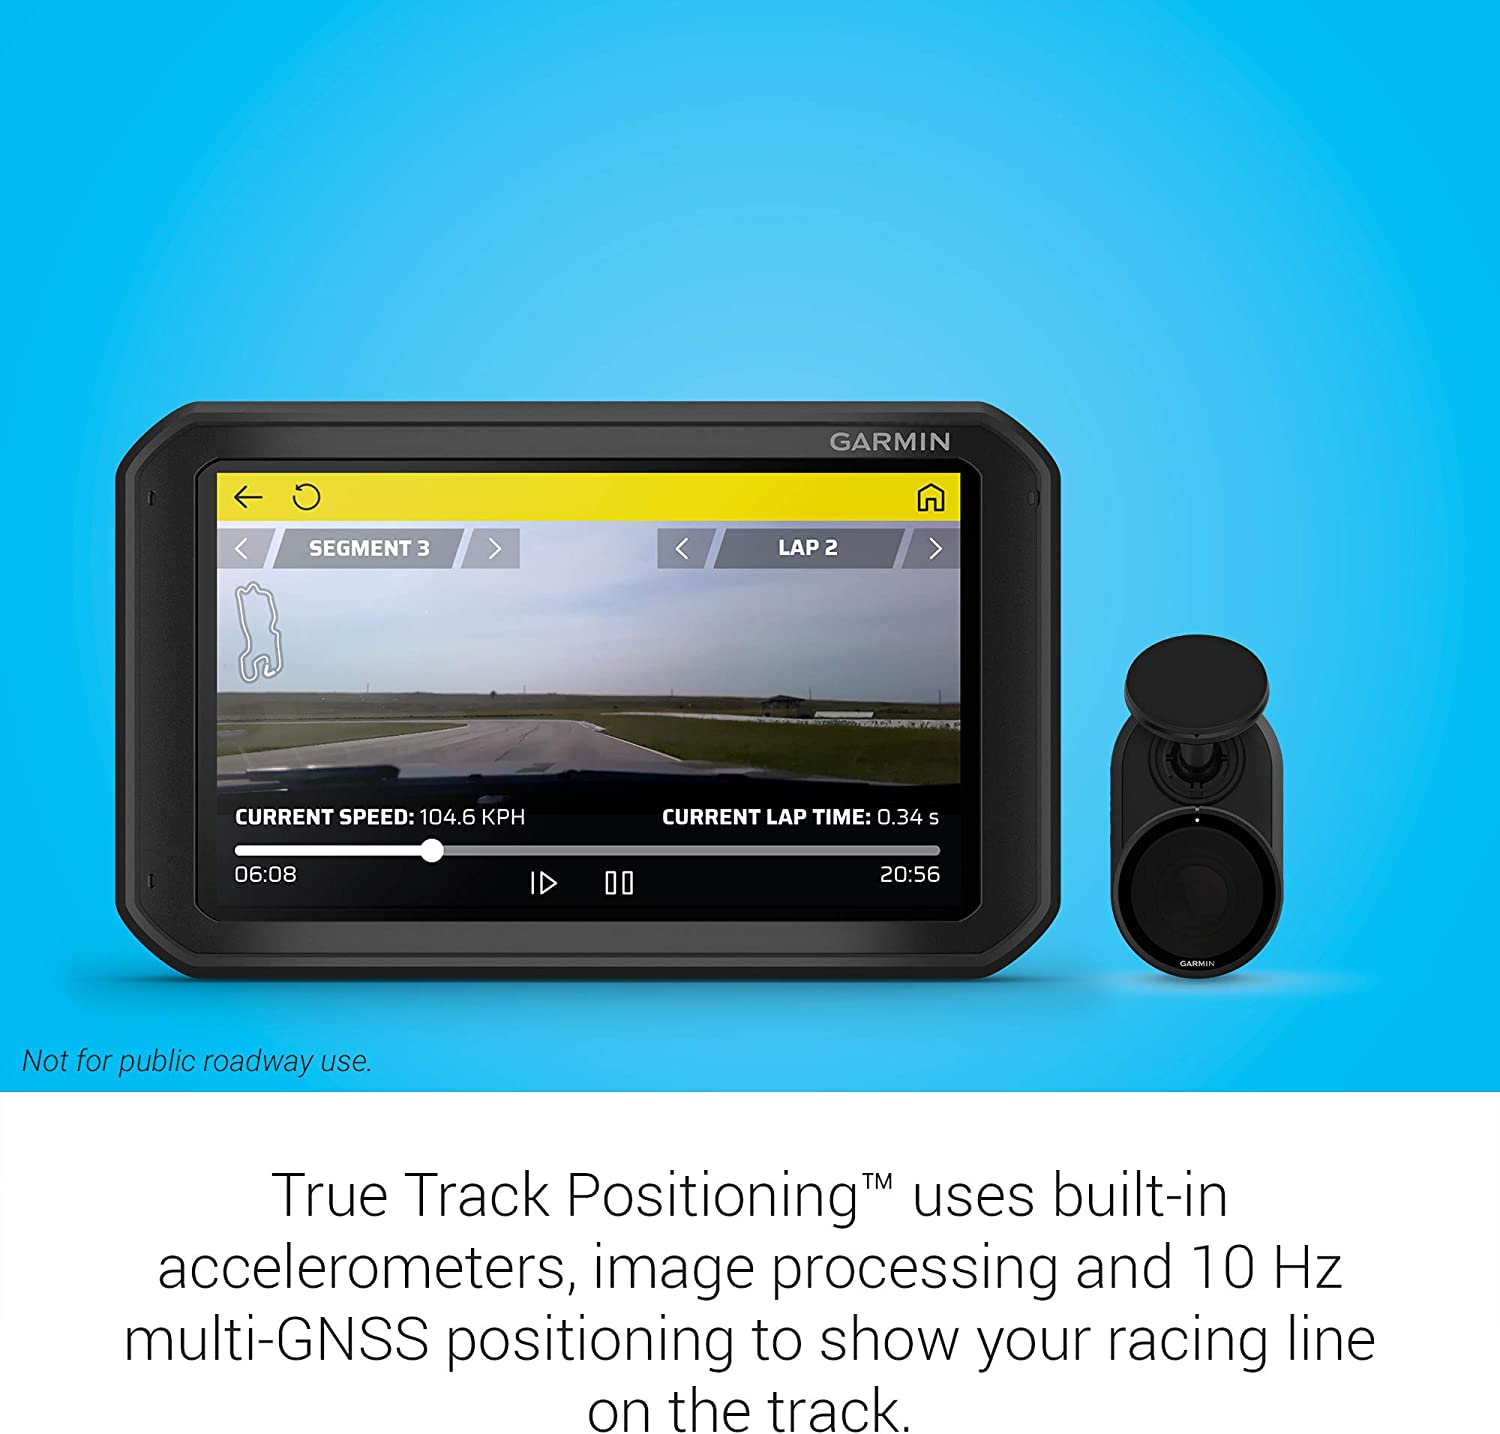 GARMIN
SEGMENT 3
LAP 2
CURRENT SPEED: 104.6 KPH
CURRENT LAP TIME: 0.34 s
06:08
20:56
GARMIN
Not for public roadway use.
True Track Positioning™ uses built-in
accelerometers, image processing and 10 Hz
multi-GNSS positioning to show your racing line
on the track.